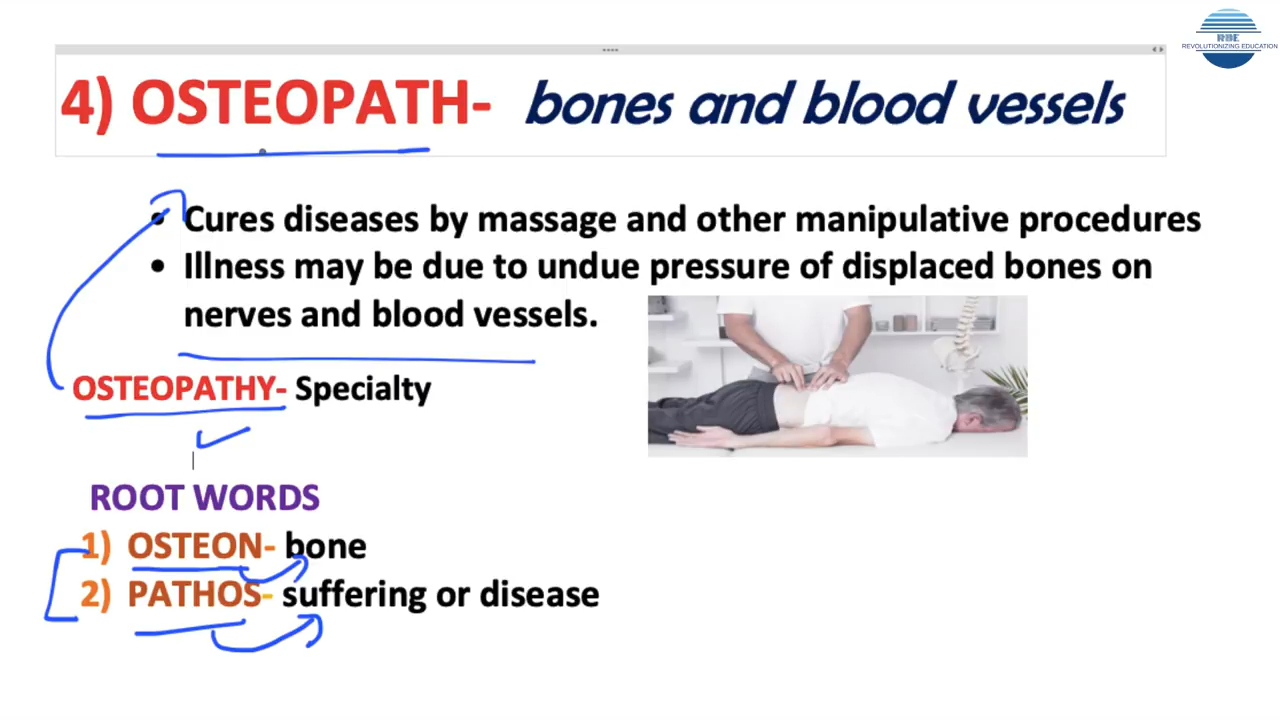 RBE
REVOLUTIONIZING EDUCATION
4) OSTEOPATH- bones and blood vessels
• Cures diseases by massage and other manipulative procedures
• Illness may be due to undue pressure of displaced bones on
nerves and blood vessels.
OSTEOPATHY- Specialty
ROOT WORDS
1) OSTEON- bone
2) PATHOS- suffering or disease